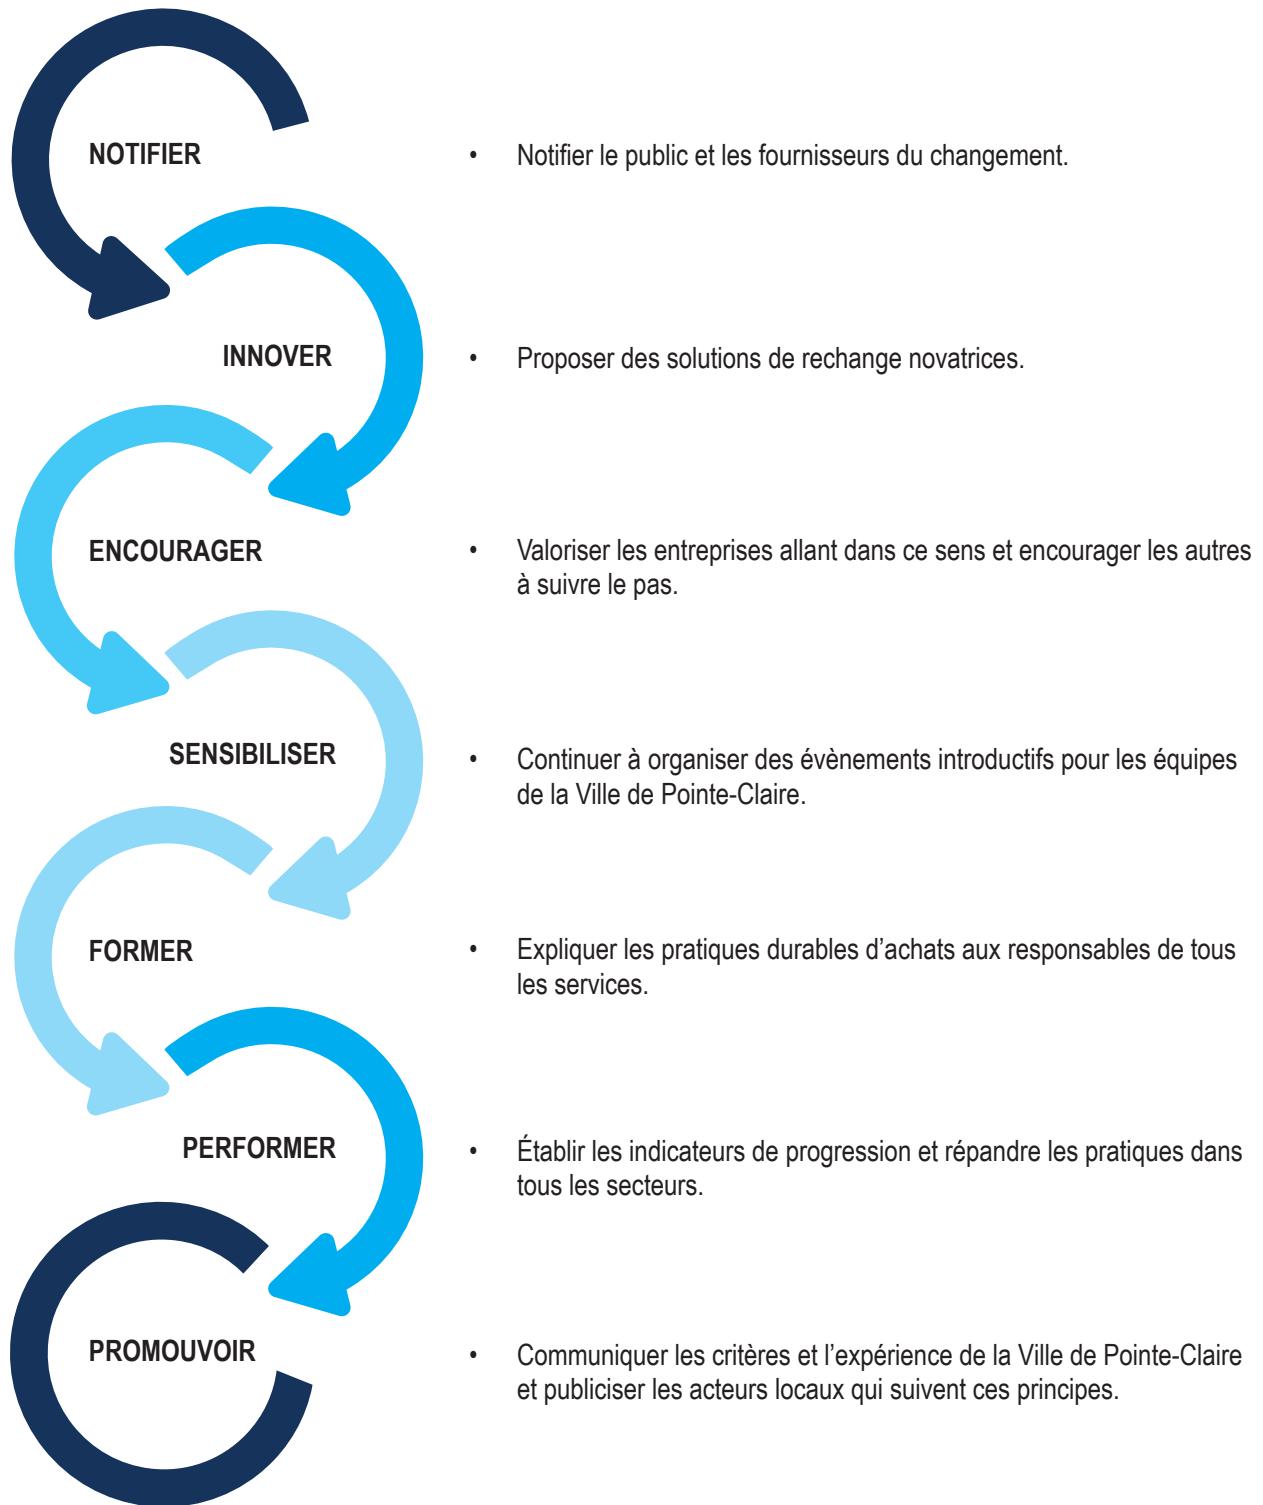 NOTIFIER
• Notifier le public et les fournisseurs du changement.
INNOVER
• Proposer des solutions de rechange novatrices.
ENCOURAGER
• Valoriser les entreprises allant dans ce sens et encourager les autres
à suivre le pas.
SENSIBILISER
• Continuer à organiser des évènements introductifs pour les équipes
de la Ville de Pointe-Claire.
FORMER
• Expliquer les pratiques durables d’achats aux responsables de tous
les services.
PERFORMER
• Établir les indicateurs de progression et répandre les pratiques dans
tous les secteurs.
PROMOUVOIR
• Communiquer les critères et l’expérience de la Ville de Pointe-Claire
et publiciser les acteurs locaux qui suivent ces principes.